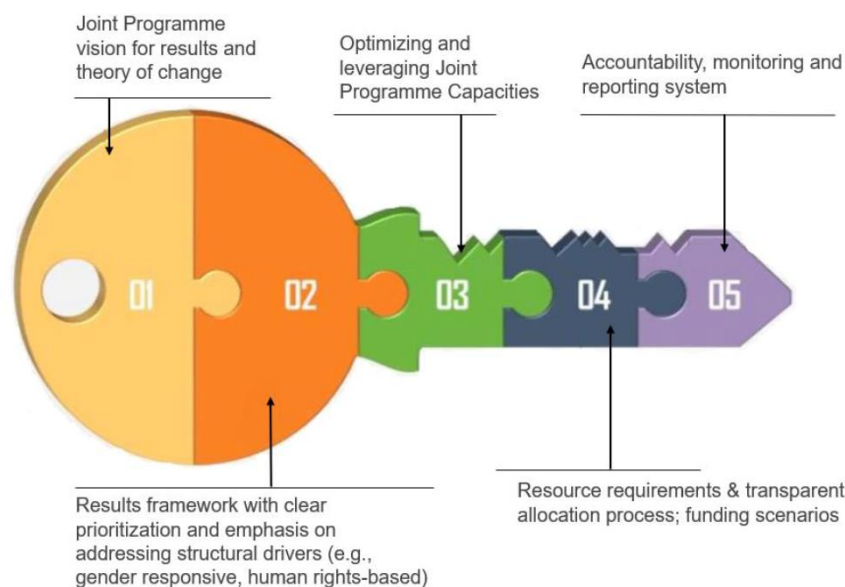 Joint Programme
vision for results and
theory of change
Optimizing and
leveraging Joint
Programme Capacities
Accountability, monitoring and
reporting system
01
02
03
04
05
Results framework with clear
prioritization and emphasis on
addressing structural drivers (e.g.,
gender responsive, human rights-based)
Resource requirements & transparent
allocation process; funding scenarios